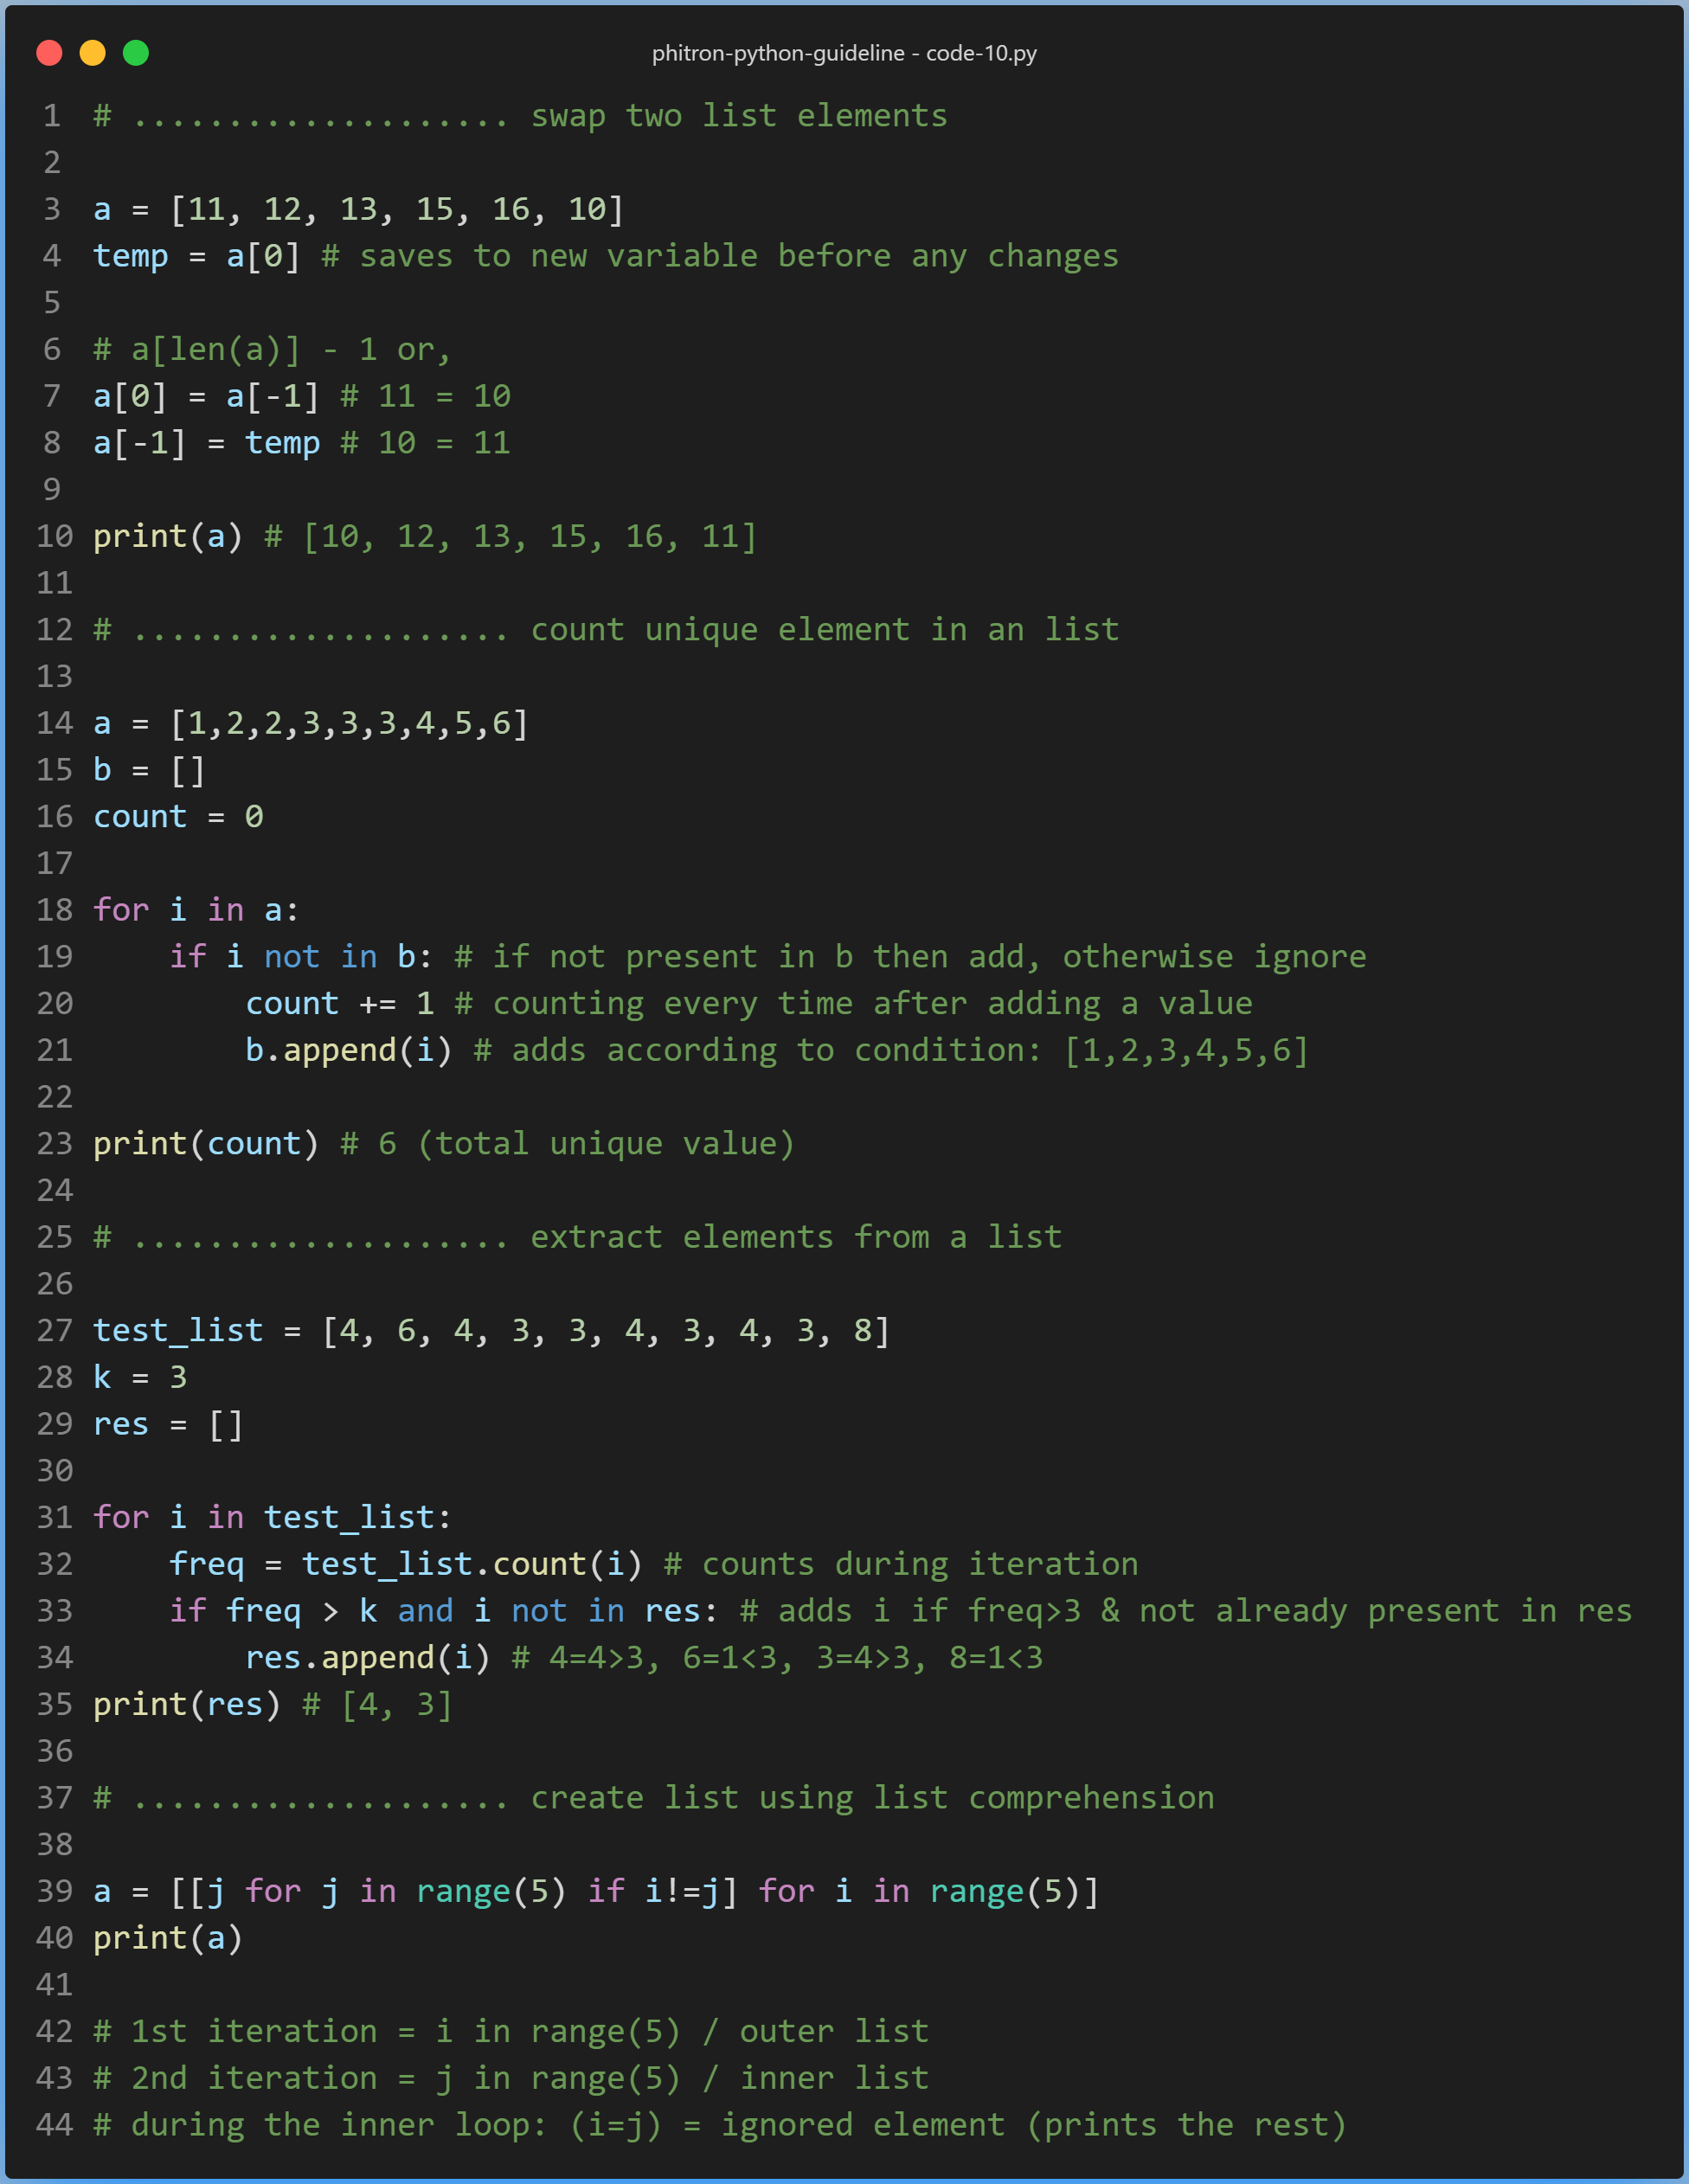 phitron-python-guideline - code-10.py
1 # .................... swap two list elements
2
3 a = [11, 12, 13, 15, 16, 10]
4 temp = a[0] # saves to new variable before any changes
5
6 # a[len(a)] - 1 or,
7 a[0] = a[-1] # 11 = 10
8 a[-1] = temp # 10 = 11
9
10 print(a) # [10, 12, 13, 15, 16, 11]
11
12 # .................... count unique element in an list
13
14 a = [1,2,2,3,3,3,4,5,6]
15 b = []
16 count = 0
17
18 for i in a:
19     if i not in b: # if not present in b then add, otherwise ignore
20         count += 1 # counting every time after adding a value
21         b.append(i) # adds according to condition: [1,2,3,4,5,6]
22
23 print(count) # 6 (total unique value)
24
25 # .................... extract elements from a list
26
27 test_list = [4, 6, 4, 3, 3, 4, 3, 4, 3, 8]
28 k = 3
29 res = []
30
31 for i in test_list:
32     freq = test_list.count(i) # counts during iteration
33     if freq > k and i not in res: # adds i if freq>3 & not already present in res
34         res.append(i) # 4=4>3, 6=1<3, 3=4>3, 8=1<3
35 print(res) # [4, 3]
36
37 # .................... create list using list comprehension
38
39 a = [[j for j in range(5) if i!=j] for i in range(5)]
40 print(a)
41
42 # 1st iteration = i in range(5) / outer list
43 # 2nd iteration = j in range(5) / inner list
44 # during the inner loop: (i=j) = ignored element (prints the rest)